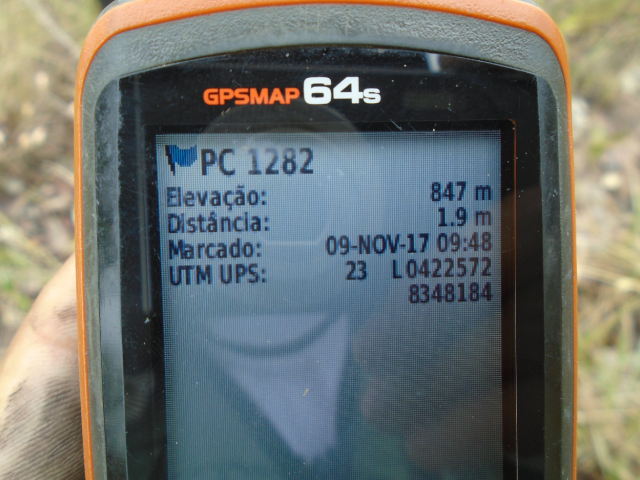 GPSMAP 64s
PC 1282
Elevação: 847 m
Distância: 1.9 m
Marcado: 09-NOV-17 09:48
UTM UPS: 23 L0422572
8348184